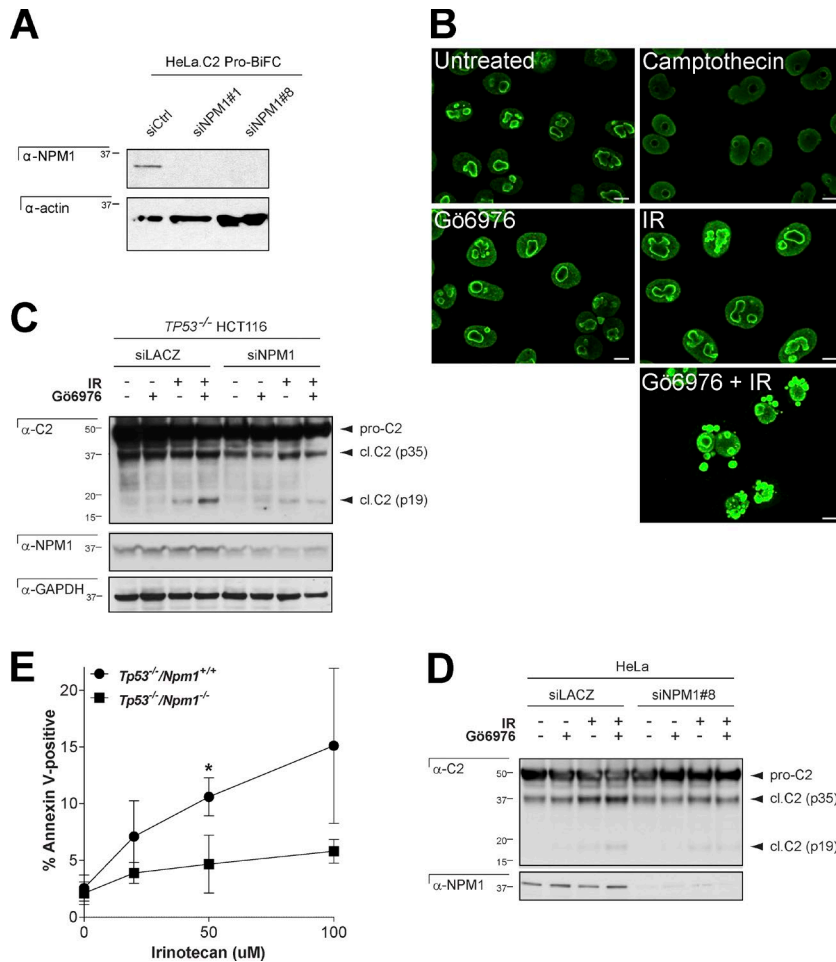 A
HeLa.C2 Pro-BiFC
siCtrl siNPM1#1 siNPM1#8
α-NPM1 37
α-actin 37
B
Untreated Camptothecin
Gö6976 IR
Gö6976 + IR
C
TP53-/- HCT116
siLACZ siNPM1
IR - - + + - - + +
Gö6976 - + - + - + - +
α-C2 50 pro-C2
37 cl.C2 (p35)
20 cl.C2 (p19)
15
α-NPM1 37
α-GAPDH 37
E
Tp53-/-/Npm1+/+
Tp53-/-/Npm1-/-
% Annexin V-positive
20
15
10
5
0
*
0 50 100
Irinotecan (uM)
D
HeLa
siLACZ siNPM1#8
IR - - + + - - + +
Gö6976 - + - + - + - +
α-C2 50 pro-C2
37 cl.C2 (p35)
20 cl.C2 (p19)
15
α-NPM1 37